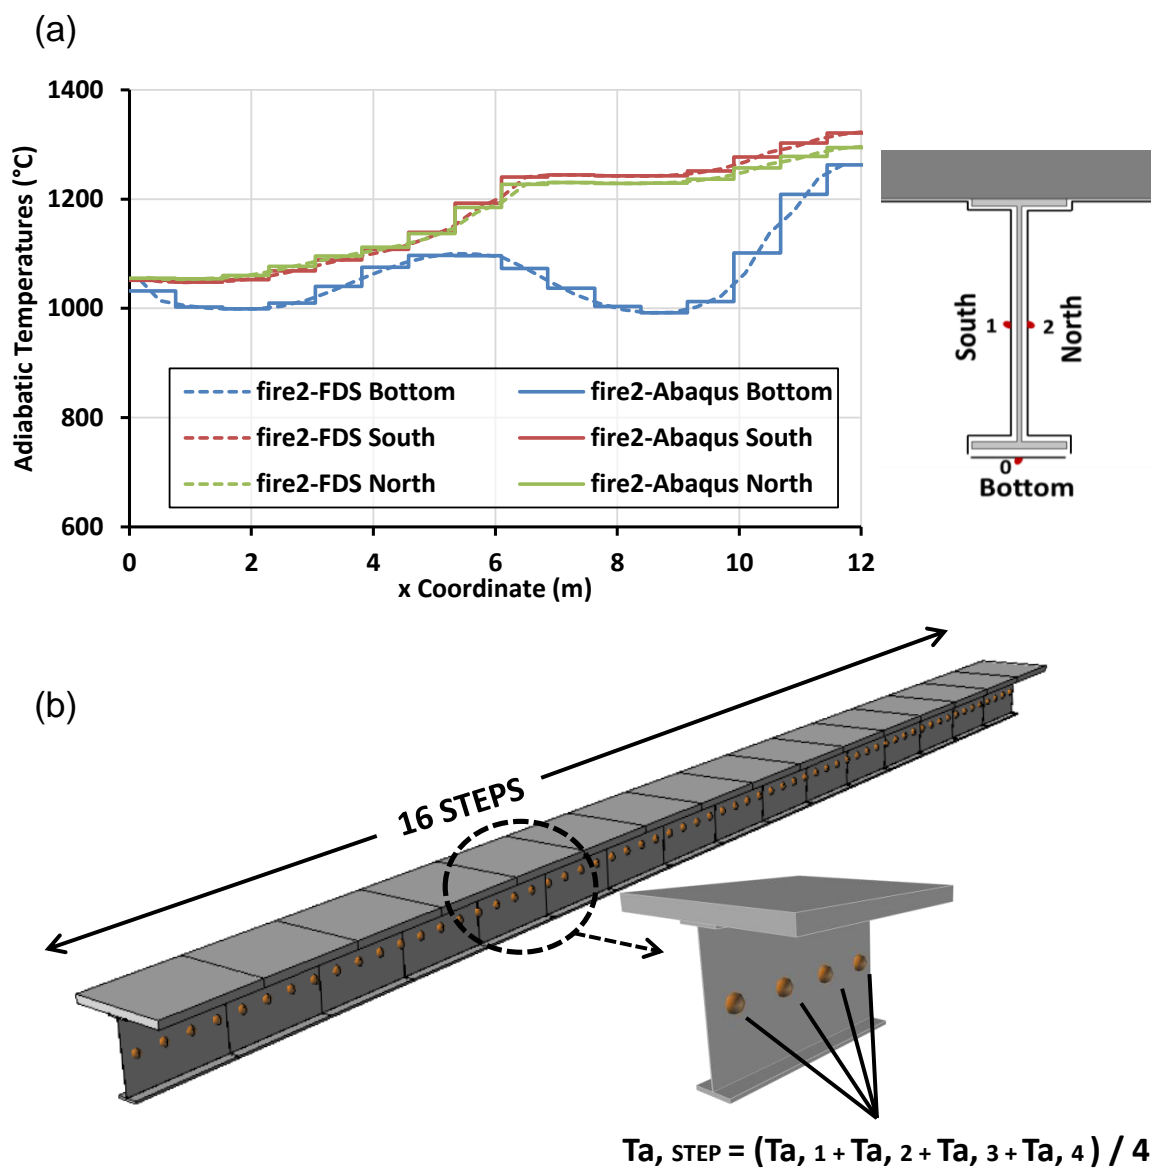 (a)
1400
1200
1000
800
600
Adiabatic Temperatures (°C)
0 2 4 6 8 10 12
x Coordinate (m)
fire2-FDS Bottom
fire2-Abaqus Bottom
fire2-FDS South
fire2-Abaqus South
fire2-FDS North
fire2-Abaqus North
South
1
2
North
0
Bottom
(b)
16 STEPS
Ta, STEP = (Ta, 1 + Ta, 2 + Ta, 3 + Ta, 4 ) / 4